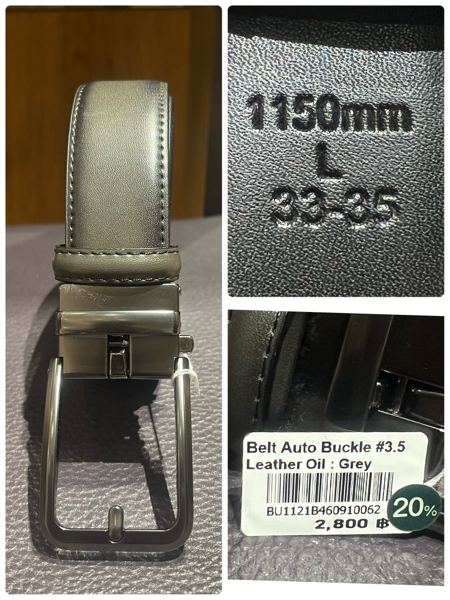 1150mm
L
33-35
Belt Auto Buckle #3.5
Leather Oil : Grey
BU1121B460910062
2,800 ฿
20%